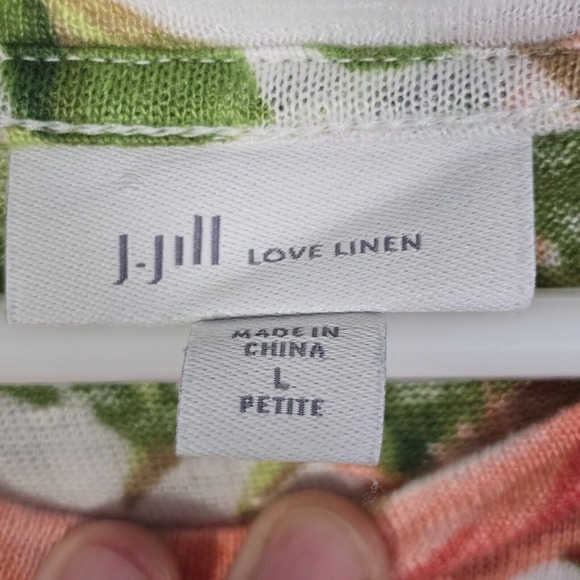 J.Jill LOVE LINEN
MADE IN
CHINA
L
PETITE